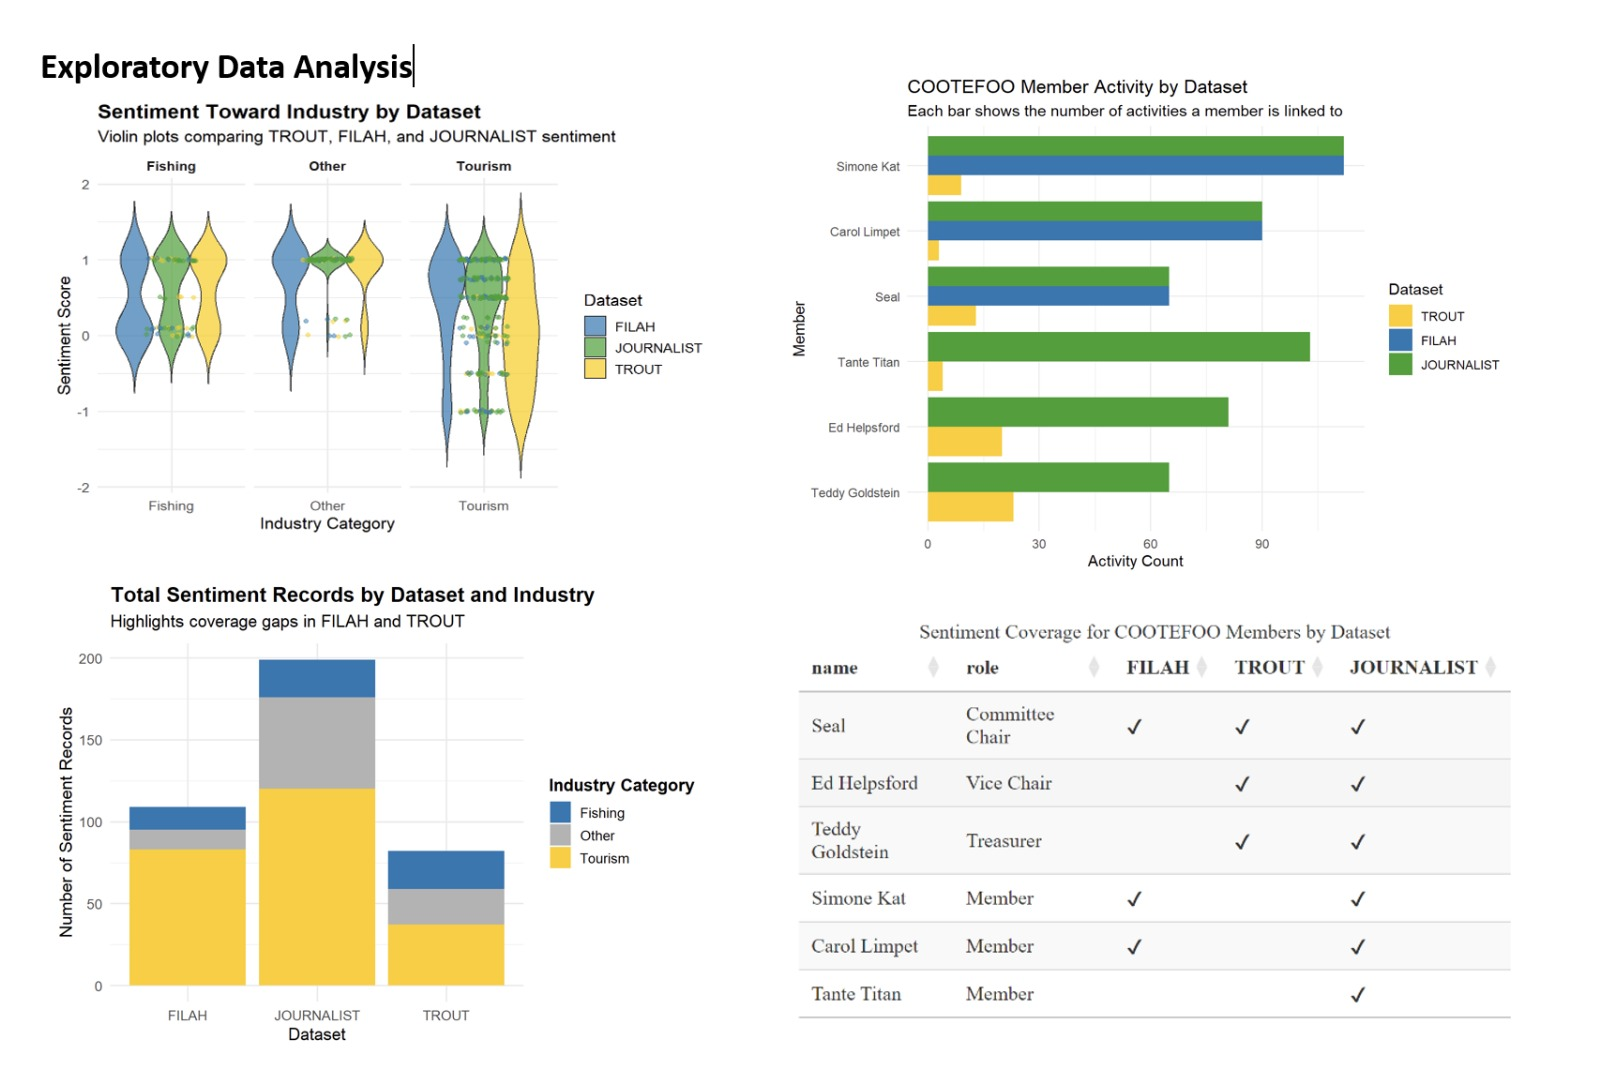 Exploratory Data Analysis
Sentiment Toward Industry by Dataset
Violin plots comparing TROUT, FILAH, and JOURNALIST sentiment
Fishing
Other
Tourism
2
1
0
-1
-2
Sentiment Score
Fishing
Other
Tourism
Industry Category
Dataset
FILAH
JOURNALIST
TROUT
COOTEFOO Member Activity by Dataset
Each bar shows the number of activities a member is linked to
Member
Simone Kat
Carol Limpet
Seal
Tante Titan
Ed Helpsford
Teddy Goldstein
0
30
60
90
Activity Count
Dataset
TROUT
FILAH
JOURNALIST
Total Sentiment Records by Dataset and Industry
Highlights coverage gaps in FILAH and TROUT
200
150
100
50
0
Number of Sentiment Records
FILAH
JOURNALIST
TROUT
Dataset
Industry Category
Fishing
Other
Tourism
Sentiment Coverage for COOTEFOO Members by Dataset
name role FILAH TROUT JOURNALIST
Seal Committee Chair ✓ ✓ ✓
Ed Helpsford Vice Chair ✓ ✓
Teddy Goldstein Treasurer ✓ ✓
Simone Kat Member ✓ ✓
Carol Limpet Member ✓ ✓
Tante Titan Member ✓